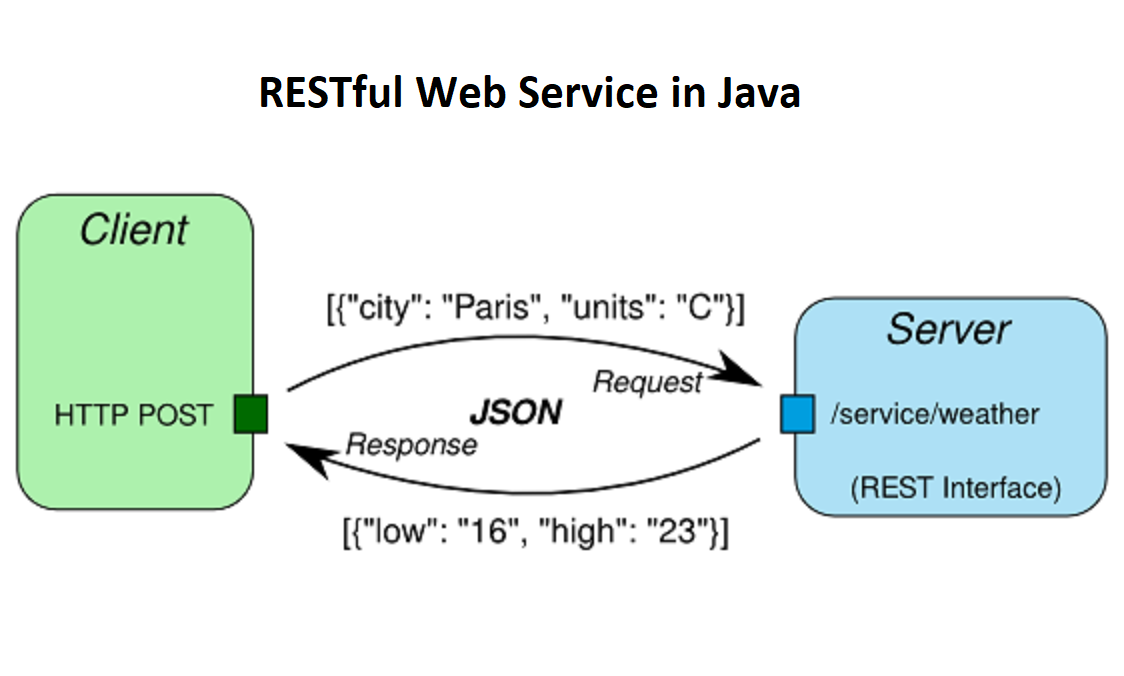 RESTful Web Service in Java
Client
HTTP POST
[{"city": "Paris", "units": "C"}]
Request
JSON
Response
[{"low": "16", "high": "23"}]
Server
/service/weather
(REST Interface)